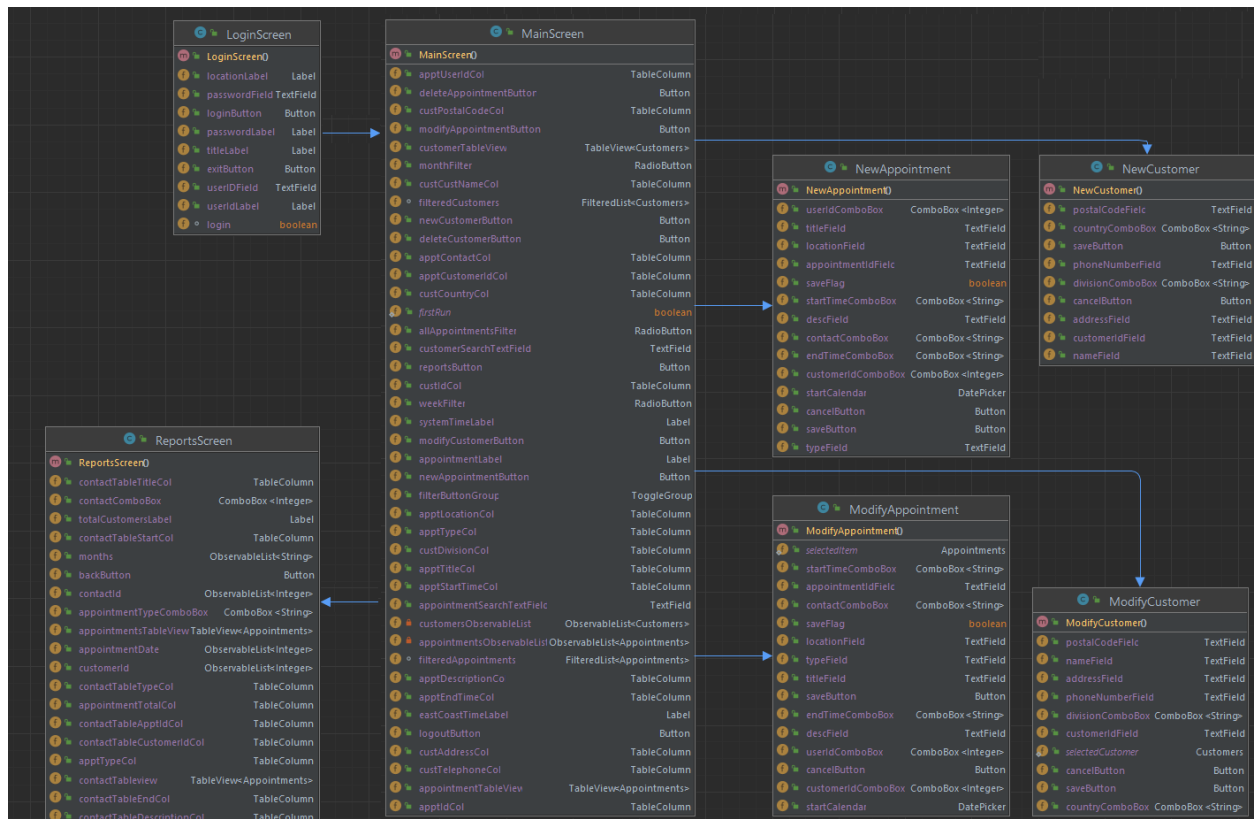 LoginScreen
LoginScreen()
locationLabel Label
passwordField TextField
loginButton Button
passwordLabel Label
titleLabel Label
exitButton Button
userIDField TextField
userIdLabel Label
login boolean
MainScreen
MainScreen()
apptUserIdCol TableColumn
deleteAppointmentButton Button
custPostalCodeCol TableColumn
modifyAppointmentButton Button
customerTableView TableView<Customers>
monthFilter RadioButton
custCustNameCol TableColumn
filteredCustomers FilteredList<Customers>
newCustomerButton Button
deleteCustomerButton Button
apptContactCol TableColumn
apptCustomerIdCol TableColumn
custCountryCol TableColumn
firstRun boolean
allAppointmentsFilter RadioButton
customerSearchTextField TextField
reportsButton Button
custIdCol TableColumn
weekFilter RadioButton
systemTimeLabel Label
modifyCustomerButton Button
appointmentLabel Label
newAppointmentButton Button
filterButtonGroup ToggleGroup
apptLocationCol TableColumn
apptTypeCol TableColumn
custDivisionCol TableColumn
apptTitleCol TableColumn
apptStartTimeCol TableColumn
appointmentSearchTextField TextField
customersObservableList ObservableList<Customers>
appointmentsObservableList ObservableList<Appointments>
filteredAppointments FilteredList<Appointments>
apptDescriptionCo TableColumn
apptEndTimeCol TableColumn
eastCoastTimeLabel Label
logoutButton Button
custAddressCol TableColumn
custTelephoneCol TableColumn
appointmentTableView TableView<Appointments>
apptIdCol TableColumn
NewAppointment
NewAppointment()
userIdComboBox ComboBox <Integer>
titleField TextField
locationField TextField
appointmentIdField TextField
saveFlag boolean
startTimeComboBox ComboBox <String>
descField TextField
contactComboBox ComboBox <String>
endTimeComboBox ComboBox <String>
customerIdComboBox ComboBox <Integer>
startCalendar DatePicker
cancelButton Button
saveButton Button
typeField TextField
NewCustomer
NewCustomer()
postalCodeField TextField
countryComboBox ComboBox <String>
saveButton Button
phoneNumberField TextField
divisionComboBox ComboBox <String>
cancelButton Button
addressField TextField
customerIdField TextField
nameField TextField
ReportsScreen
ReportsScreen()
contactTableTitleCol TableColumn
contactComboBox ComboBox <Integer>
totalCustomersLabel Label
contactTableStartCol TableColumn
months ObservableList<String>
backButton Button
contactId ObservableList<Integer>
appointmentTypeComboBox ComboBox <String>
appointmentsTableView TableView<Appointments>
appointmentDate ObservableList<Integer>
customerId ObservableList<Integer>
contactTableTypeCol TableColumn
appointmentTotalCol TableColumn
contactTableApptIdCol TableColumn
contactTableCustomerIdCol TableColumn
apptTypeCol TableColumn
contactTableview TableView<Appointments>
contactTableEndCol TableColumn
contactTableDescriptionCol TableColumn
ModifyAppointment
ModifyAppointment()
selectedItem Appointments
startTimeComboBox ComboBox <String>
appointmentIdField TextField
contactComboBox ComboBox <String>
saveFlag boolean
locationField TextField
typeField TextField
titleField TextField
saveButton Button
endTimeComboBox ComboBox <String>
descField TextField
userIdComboBox ComboBox <Integer>
cancelButton Button
customerIdComboBox ComboBox <Integer>
startCalendar DatePicker
ModifyCustomer
ModifyCustomer()
postalCodeField TextField
nameField TextField
addressField TextField
phoneNumberField TextField
divisionComboBox ComboBox <String>
customerIdField TextField
selectedCustomer Customers
cancelButton Button
saveButton Button
countryComboBox ComboBox <String>